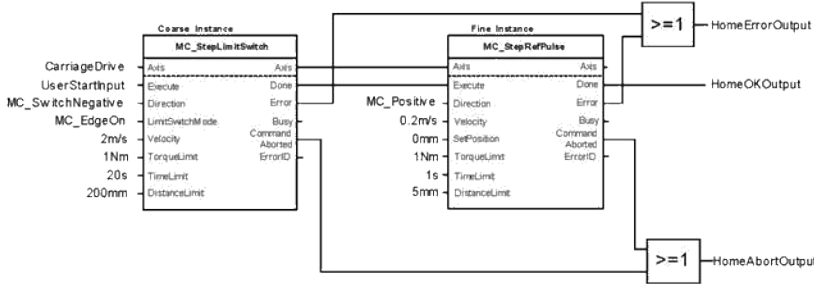 Coarse Instance
MC_StepLimitSwitch
CarriageDrive
Axis
Axis
UserStartInput
Execute
Done
MC_SwitchNegative
Direction
Error
MC_EdgeOn
LimitSwitchMode
Busy
2m/s
Velocity
Command
Aborted
1Nm
TorqueLimit
ErrorID
20s
TimeLimit
200mm
DistanceLimit
Fine Instance
MC_StepRefPulse
Axis
Axis
Execute
Done
MC_Positive
Direction
Error
0.2m/s
Velocity
Busy
0mm
SetPosition
Command
Aborted
1Nm
TorqueLimit
ErrorID
1s
TimeLimit
5mm
DistanceLimit
>=1
HomeErrorOutput
HomeOKOutput
>=1
HomeAbortOutput